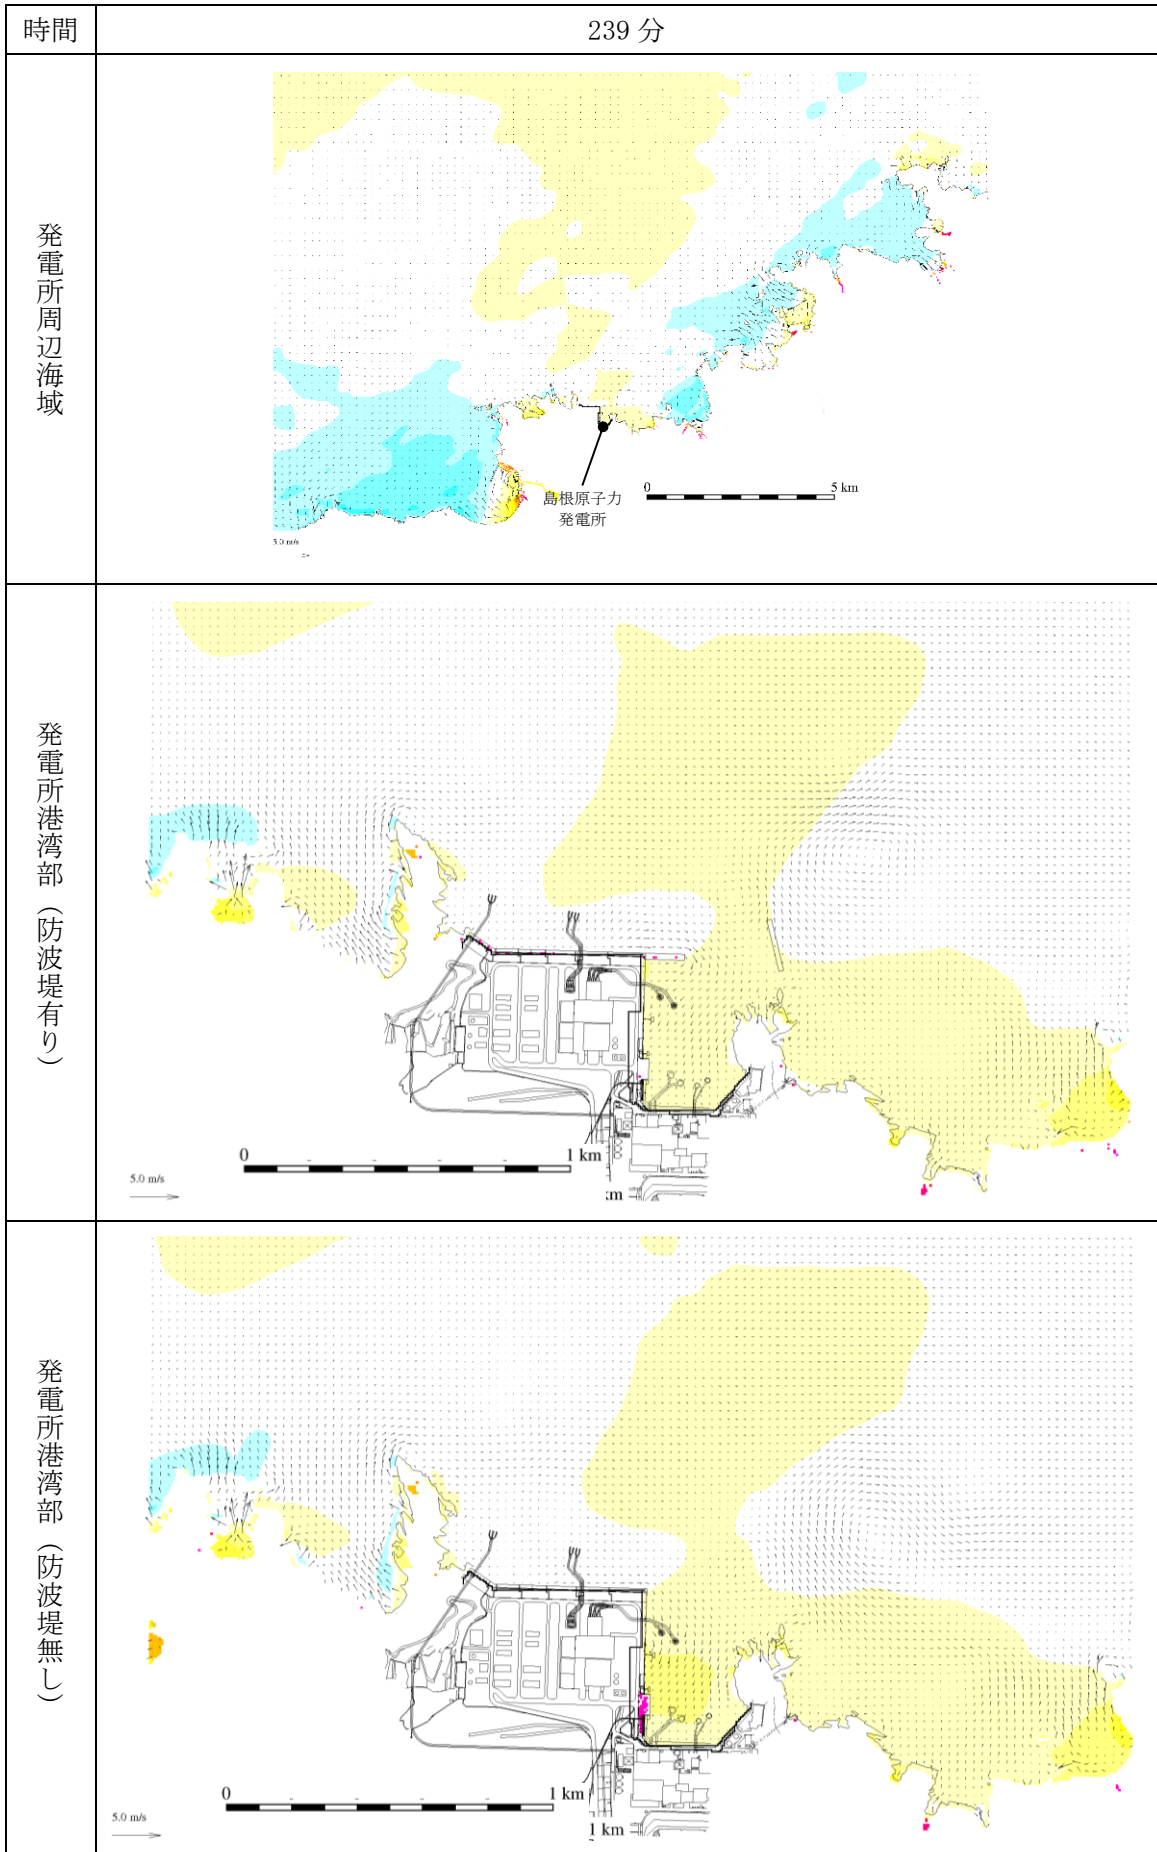 時間
239 分
発電所周辺海域
島根原子力
発電所
0
5 km
5.0 m/s
発電所港湾部（防波堤有り）
0
1 km
5.0 m/s
発電所港湾部（防波堤無し）
0
1 km
5.0 m/s
1 km